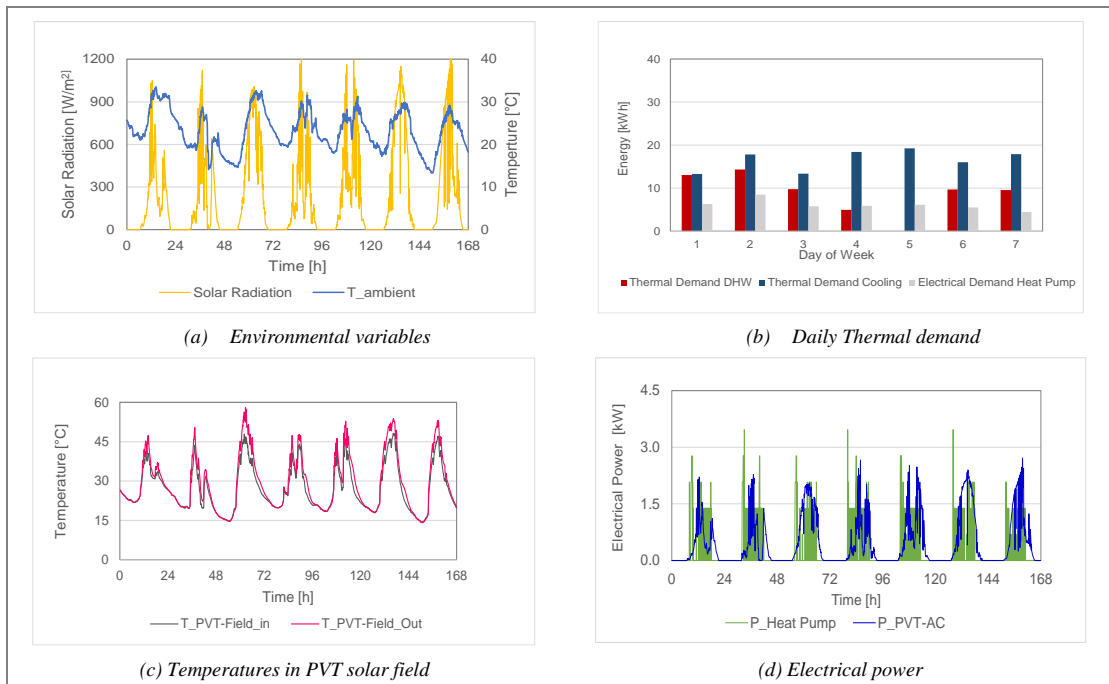 1200
900
600
300
0
Solar Radiation [W/m²]
40
30
20
10
0
Temperture [°C]
0 24 48 72 96 120 144 168
Time [h]
Solar Radiation T_ambient
(a) Environmental variables
40
30
20
10
0
Energy [kWh]
1 2 3 4 5 6 7
Day of Week
Thermal Demand DHW Thermal Demand Cooling Electrical Demand Heat Pump
(b) Daily Thermal demand
60
45
30
15
0
Temperature [°C]
0 24 48 72 96 120 144 168
Time [h]
T_PVT-Field_in T_PVT-Field_Out
(c) Temperatures in PVT solar field
4.5
3.0
1.5
0.0
Electrical Power [kW]
0 24 48 72 96 120 144 168
Time [h]
P_Heat Pump P_PVT-AC
(d) Electrical power